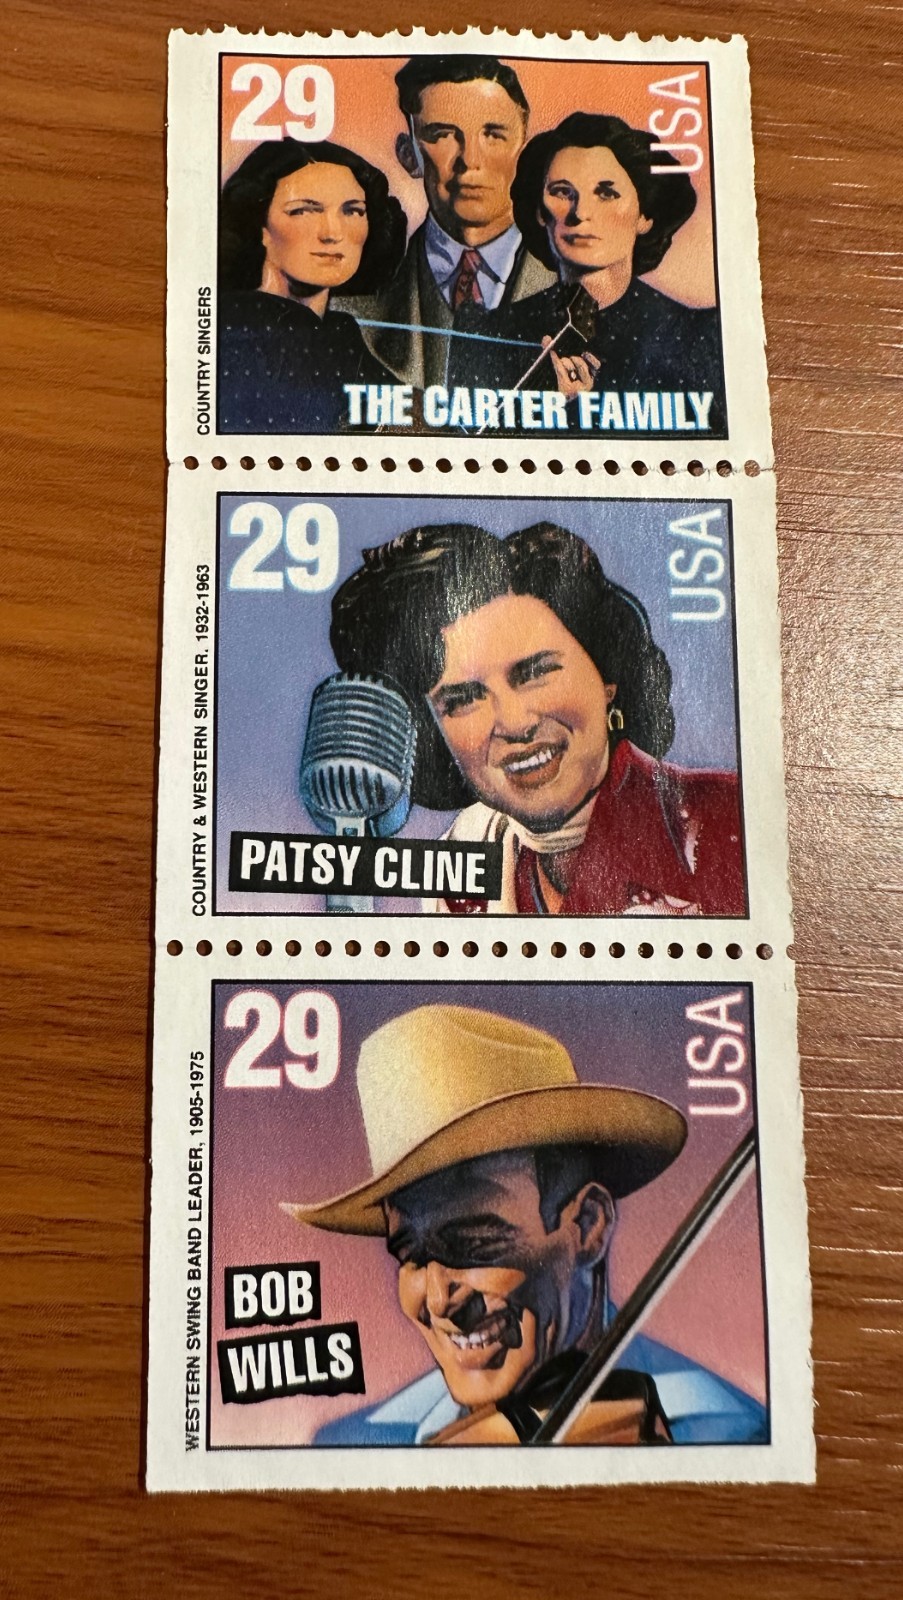 29
USA
COUNTRY SINGERS
THE CARTER FAMILY
29
USA
COUNTRY & WESTERN SINGER. 1932-1963
PATSY CLINE
29
USA
WESTERN SWING BAND LEADER, 1905-1975
BOB
WILLS